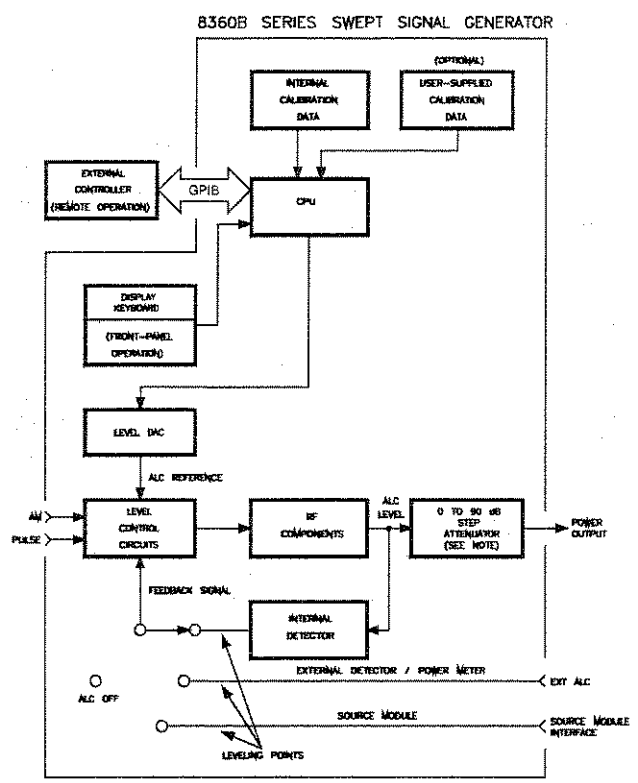 8360B SERIES SWEPT SIGNAL GENERATOR
(OPTIONAL)
INTERNAL
CALIBRATION
DATA
USER-SUPPLIED
CALIBRATION
DATA
EXTERNAL
CONTROLLER
(REMOTE OPERATION)
GPIB
CPU
DISPLAY
KEYBOARD
(FRONT-PANEL
OPERATION)
LEVEL DAC
ALC REFERENCE
AM
PULSE
LEVEL
CONTROL
CIRCUITS
RF
COMPONENTS
ALC
LEVEL
0 TO 90 dB
STEP
ATTENUATOR
(SEE NOTE)
POWER
OUTPUT
FEEDBACK SIGNAL
INTERNAL
DETECTOR
EXTERNAL DETECTOR / POWER METER
EXT ALC
ALC OFF
SOURCE MODULE
SOURCE MODULE
INTERFACE
LEVELING POINTS